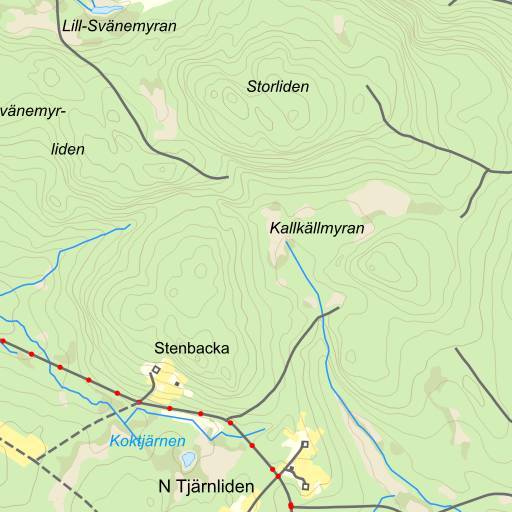 Lill-Svänemyran
Storliden
vänemyr-
liden
Kallkällmyran
Stenbacka
Koktjärnen
N Tjärnliden